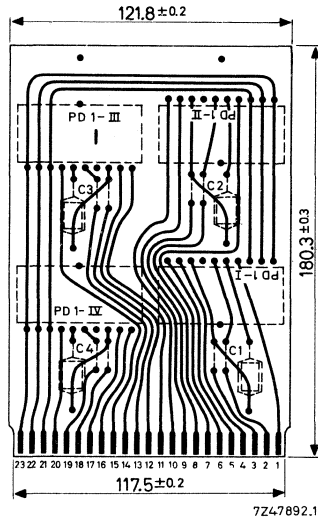 121.8 ±0.2
PD 1-III
PD 1-II
I
C3
C2
180.3 ±0.3
PD 1-IV
PD 1-I
C4
C1
23 22 21 20 19 18 17 16 15 14 13 12 11 10 9 8 7 6 5 4 3 2 1
117.5 ±0.2
7Z47892.1